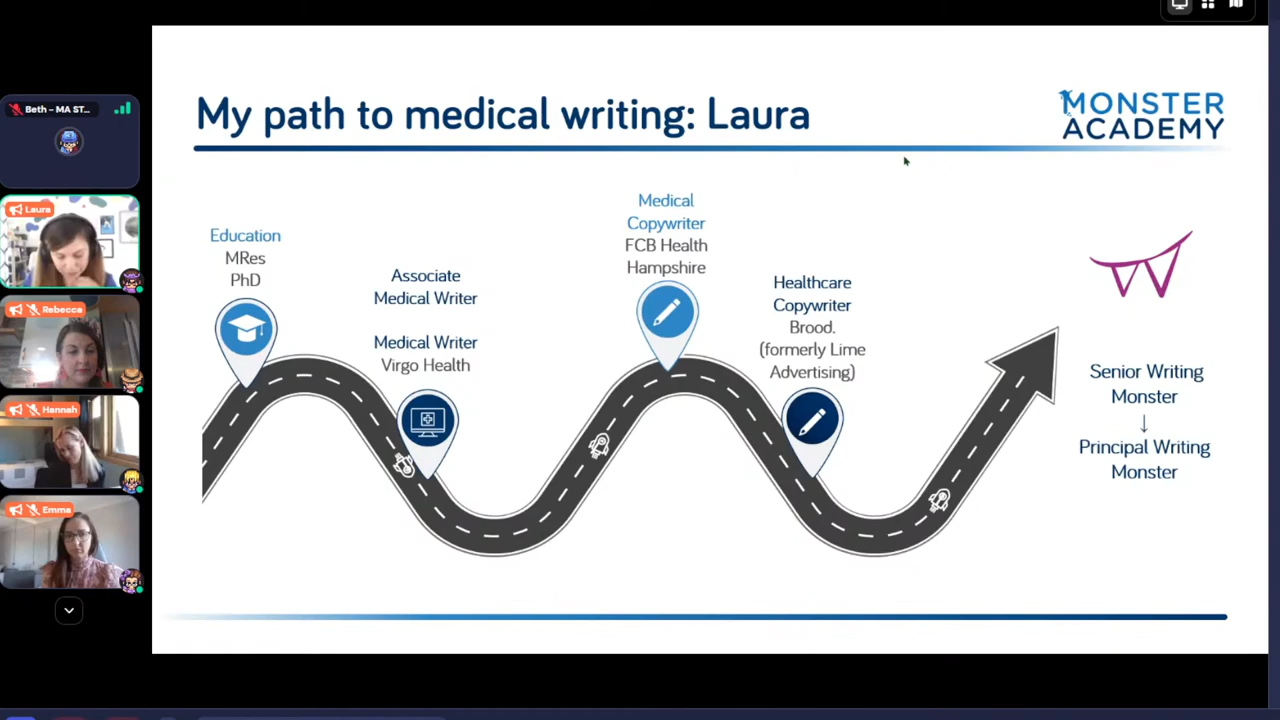 My path to medical writing: Laura
MONSTER
ACADEMY
Beth – MA ST...
Laura
Rebecca
Hannah
Emma
Education
MRes
PhD
Associate
Medical Writer
Medical Writer
Virgo Health
Medical
Copywriter
FCB Health
Hampshire
Healthcare
Copywriter
Brood.
(formerly Lime
Advertising)
Senior Writing
Monster
↓
Principal Writing
Monster